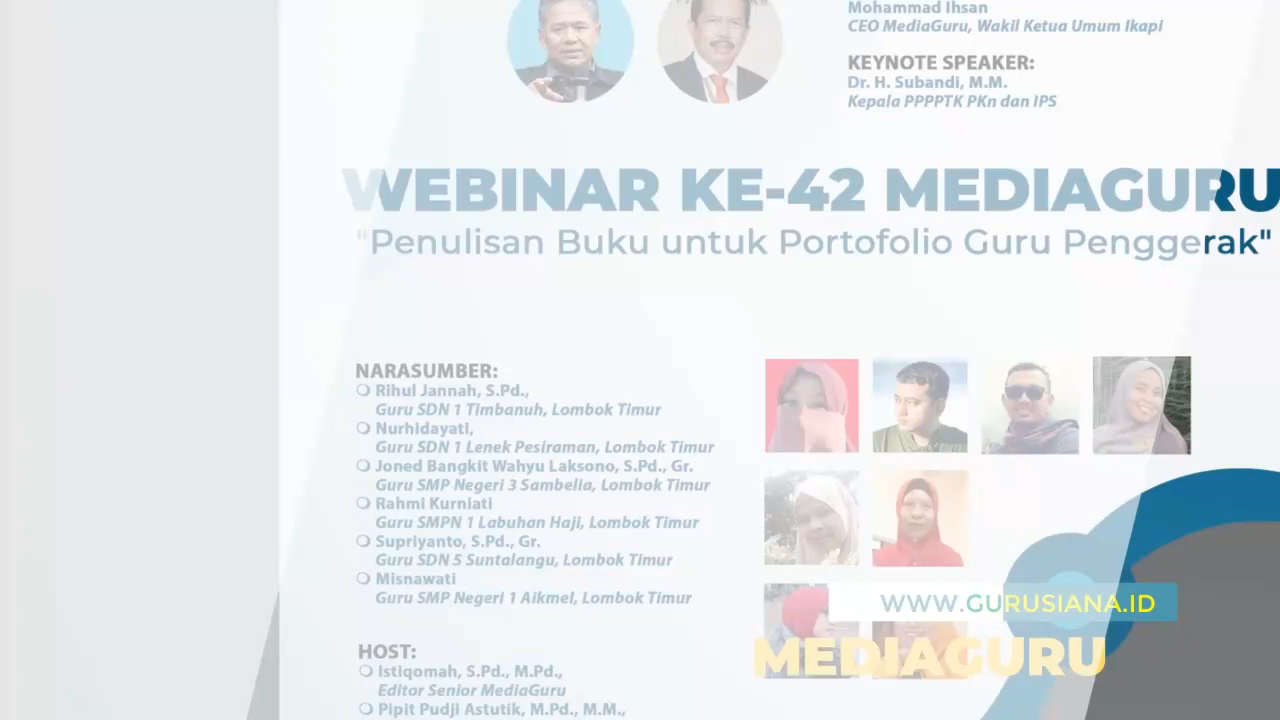 Mohammad Ihsan
CEO MediaGuru, Wakil Ketua Umum Ikapi
KEYNOTE SPEAKER:
Dr. H. Subandi, M.M.
Kepala PPPPTK PKn dan IPS
WEBINAR KE-42 MEDIAGURU
"Penulisan Buku untuk Portofolio Guru Penggerak"
NARASUMBER:
Rihul Jannah, S.Pd.,
Guru SDN 1 Timbanuh, Lombok Timur
Nurhidayati,
Guru SDN 1 Lenek Pesiraman, Lombok Timur
Joned Bangkit Wahyu Laksono, S.Pd., Gr.
Guru SMP Negeri 3 Sambelia, Lombok Timur
Rahmi Kurniati
Guru SMPN 1 Labuhan Haji, Lombok Timur
Supriyanto, S.Pd., Gr.
Guru SDN 5 Suntalangu, Lombok Timur
Misnawati
Guru SMP Negeri 1 Aikmel, Lombok Timur
HOST:
Istiqomah, S.Pd., M.Pd.,
Editor Senior MediaGuru
Pipit Pudji Astutik, M.Pd., M.M.,
WWW.GURUSIANA.ID
MEDIAGURU